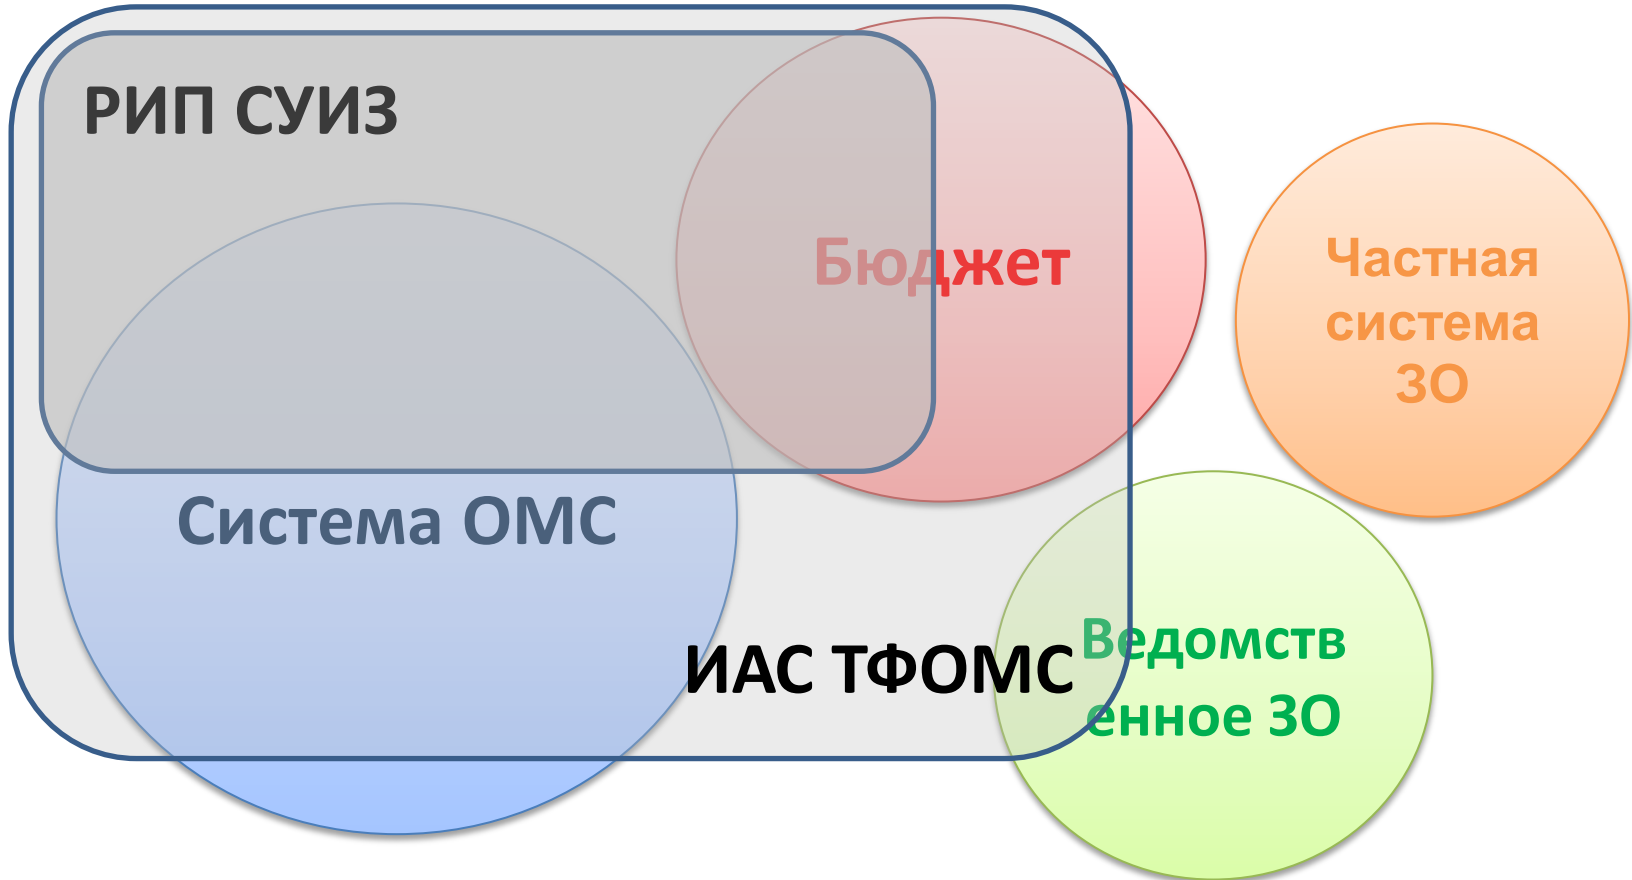 РИП СУИЗ
Бюджет
Частная
система
ЗО
Система ОМС
ИАС ТФОМС
Ведомств
енное ЗО